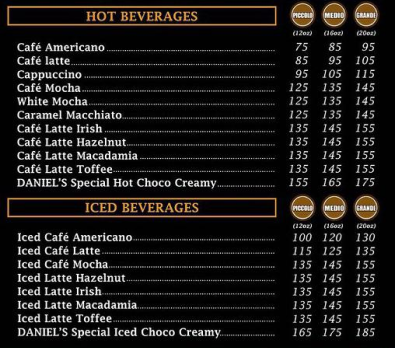 HOT BEVERAGES PICCOLO MEDIO GRANDE
(12oz) (16oz) (20oz)
Café Americano 75 85 95
Café latte 85 95 105
Cappuccino 95 105 115
Café Mocha 125 135 145
White Mocha 125 135 145
Caramel Macchiato 125 135 145
Café Latte Irish 135 145 155
Café Latte Hazelnut 135 145 155
Café Latte Macadamia 135 145 155
Café Latte Toffee 135 145 155
DANIEL'S Special Hot Choco Creamy 155 165 175
ICED BEVERAGES PICCOLO MEDIO GRANDE
(12oz) (16oz) (20oz)
Iced Café Americano 100 120 130
Iced Café Latte 115 125 135
Iced Café Mocha 135 145 155
Iced Latte Hazelnut 135 145 155
Iced Latte Irish 135 145 155
Iced Latte Macadamia 135 145 155
Iced Latte Toffee 135 145 155
DANIEL'S Special Iced Choco Creamy 165 175 185